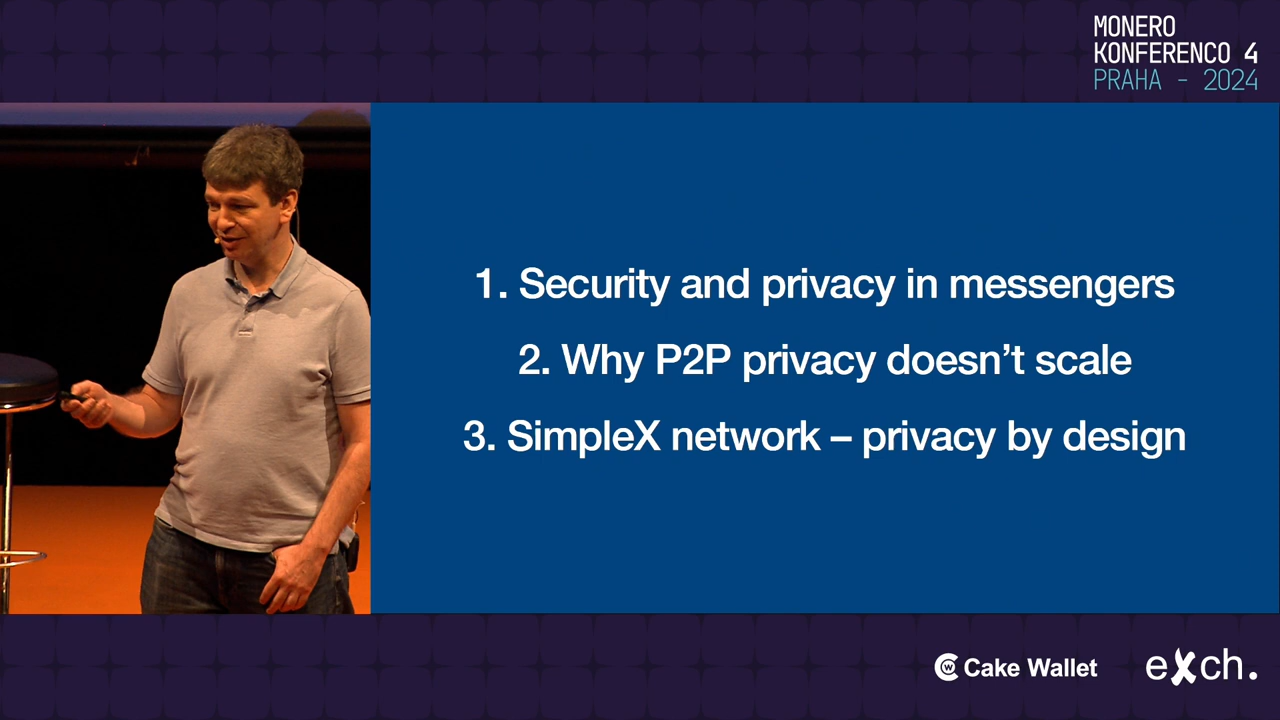 MONERO
KONFERENCO 4
PRAHA - 2024
1. Security and privacy in messengers
2. Why P2P privacy doesn’t scale
3. SimpleX network – privacy by design
Cake Wallet
eXch.